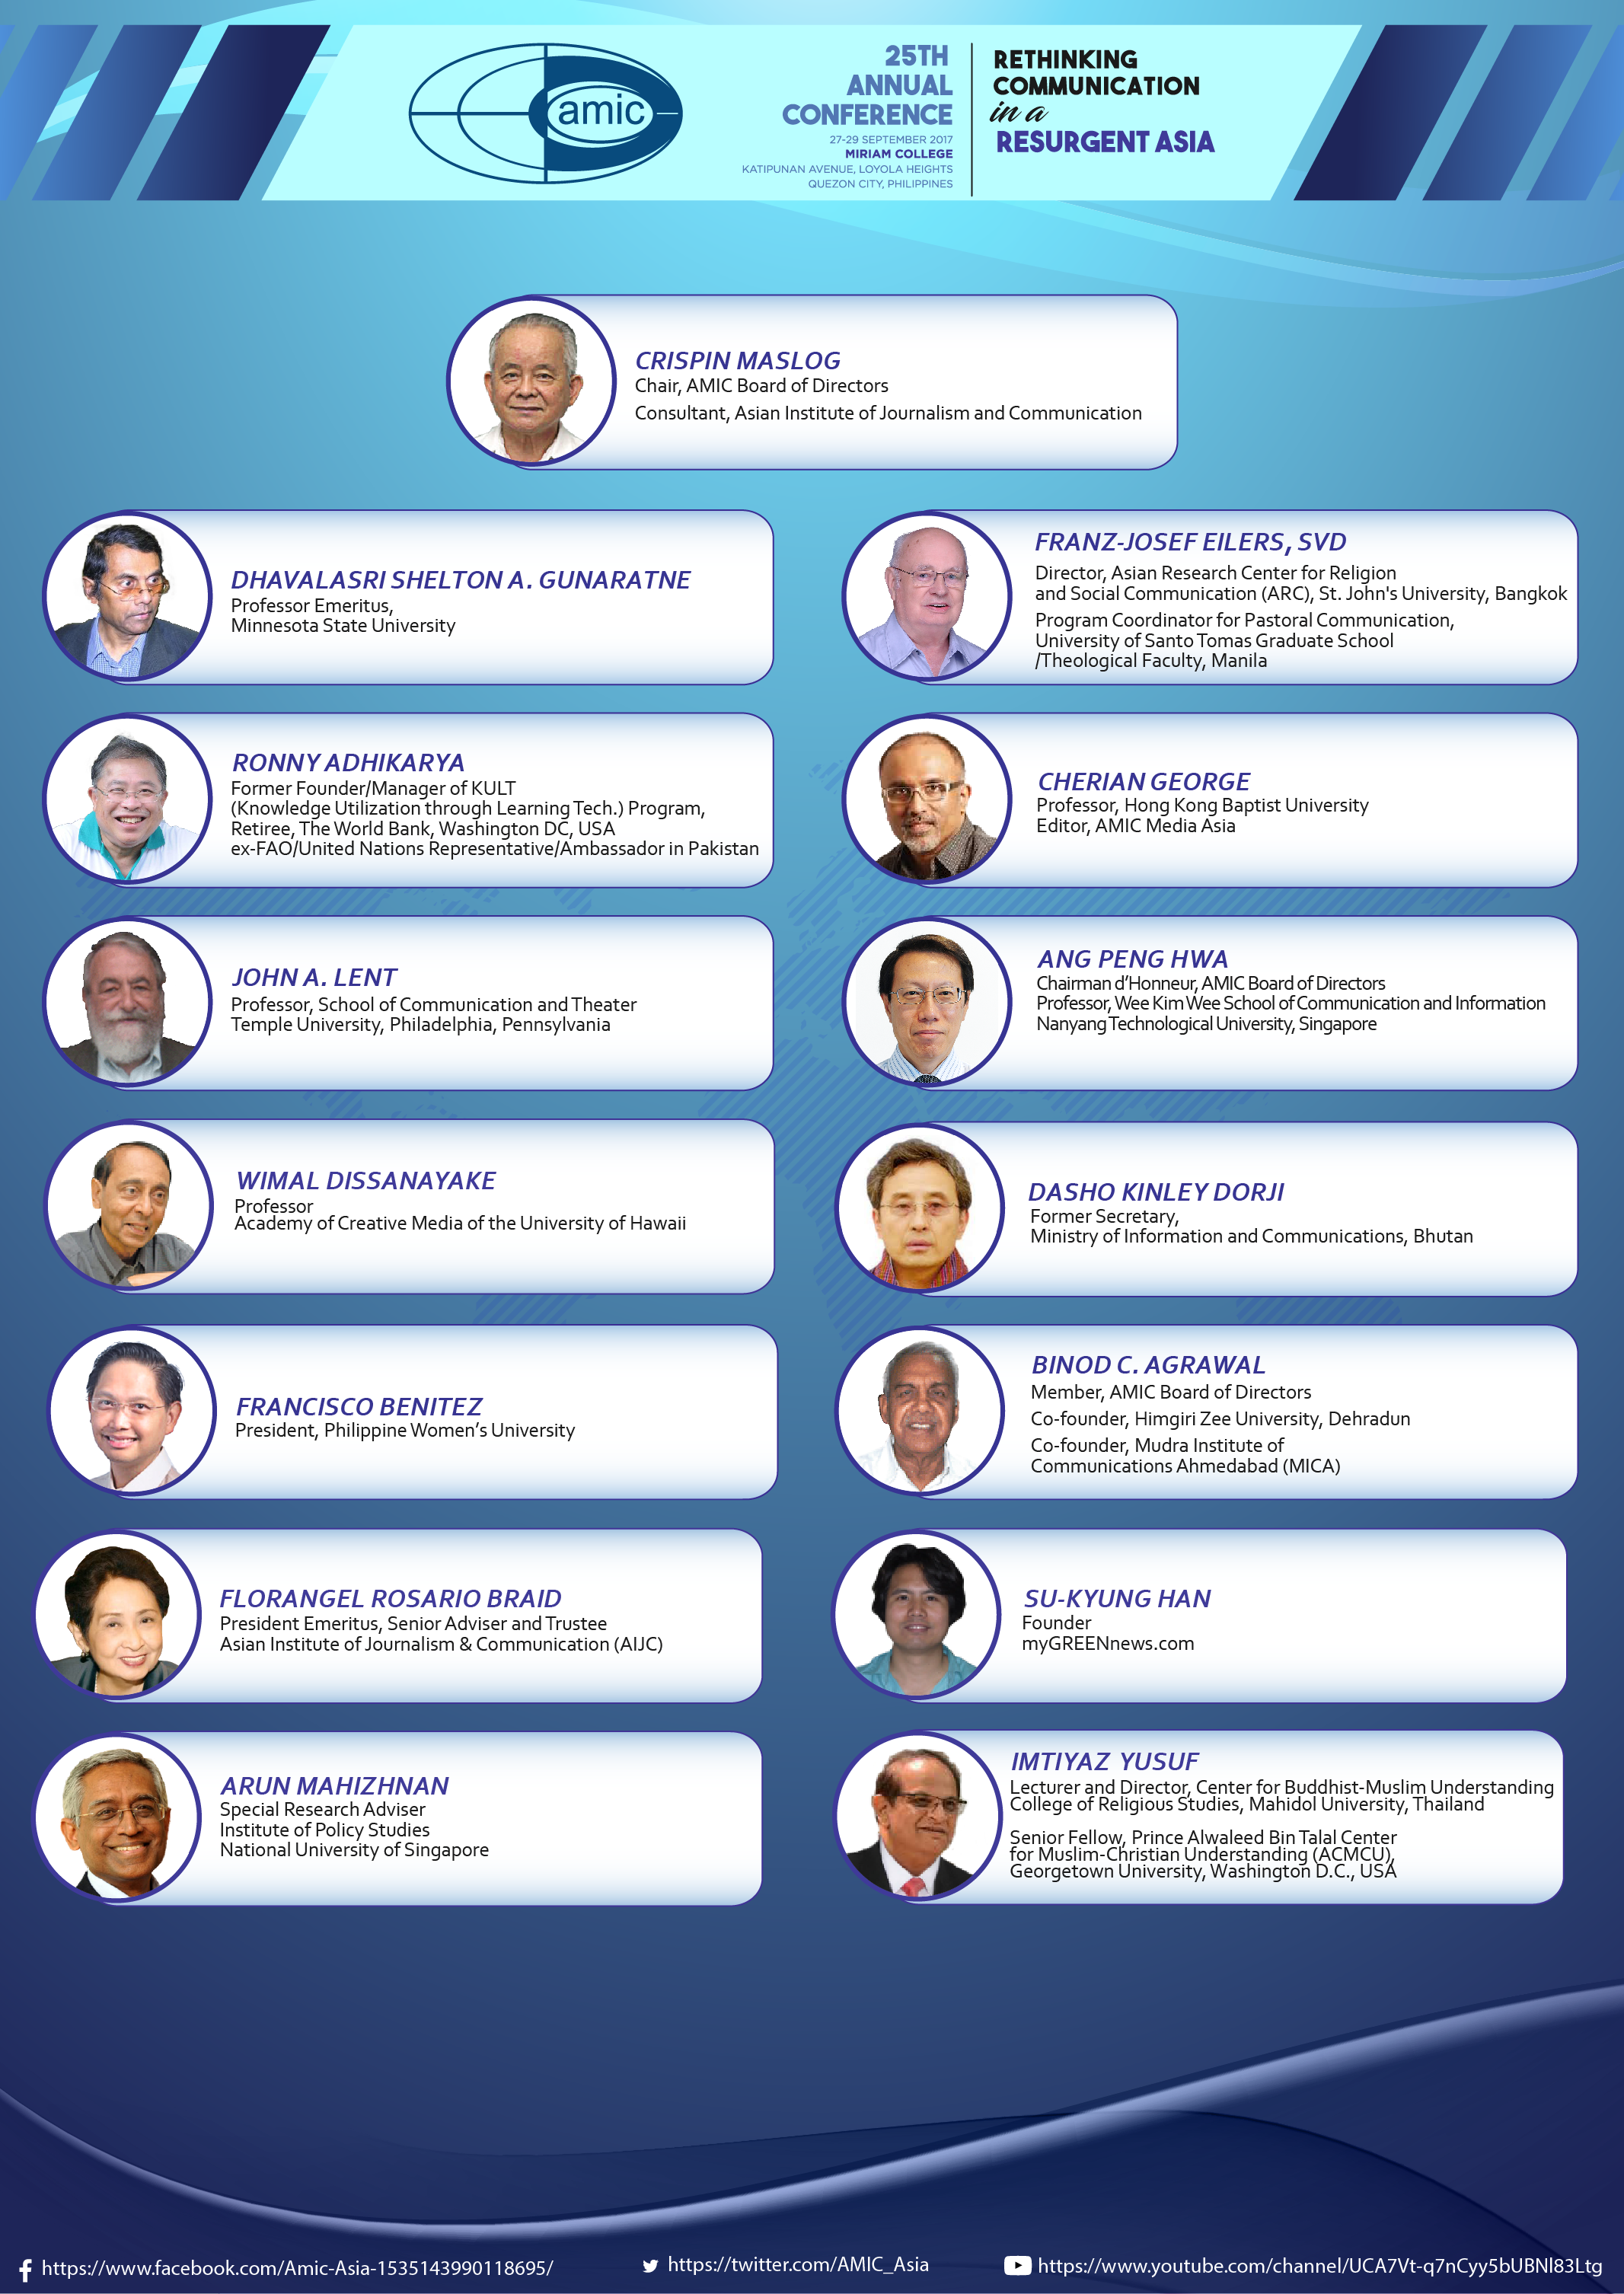 amic
25TH
ANNUAL
CONFERENCE
27-29 SEPTEMBER 2017
MIRIAM COLLEGE
KATIPUNAN AVENUE, LOYOLA HEIGHTS
QUEZON CITY, PHILIPPINES
RETHINKING
COMMUNICATION
in a
RESURGENT ASIA
CRISPIN MASLOG
Chair, AMIC Board of Directors
Consultant, Asian Institute of Journalism and Communication
DHAVALASRI SHELTON A. GUNARATNE
Professor Emeritus,
Minnesota State University
FRANZ-JOSEF EILERS, SVD
Director, Asian Research Center for Religion
and Social Communication (ARC), St. John's University, Bangkok
Program Coordinator for Pastoral Communication,
University of Santo Tomas Graduate School
/Theological Faculty, Manila
RONNY ADHIKARYA
Former Founder/Manager of KULT
(Knowledge Utilization through Learning Tech.) Program,
Retiree, The World Bank, Washington DC, USA
ex-FAO/United Nations Representative/Ambassador in Pakistan
CHERIAN GEORGE
Professor, Hong Kong Baptist University
Editor, AMIC Media Asia
JOHN A. LENT
Professor, School of Communication and Theater
Temple University, Philadelphia, Pennsylvania
ANG PENG HWA
Chairman d’Honneur, AMIC Board of Directors
Professor, Wee Kim Wee School of Communication and Information
Nanyang Technological University, Singapore
WIMAL DISSANAYAKE
Professor
Academy of Creative Media of the University of Hawaii
DASHO KINLEY DORJI
Former Secretary,
Ministry of Information and Communications, Bhutan
FRANCISCO BENITEZ
President, Philippine Women’s University
BINOD C. AGRAWAL
Member, AMIC Board of Directors
Co-founder, Himgiri Zee University, Dehradun
Co-founder, Mudra Institute of
Communications Ahmedabad (MICA)
FLORANGEL ROSARIO BRAID
President Emeritus, Senior Adviser and Trustee
Asian Institute of Journalism & Communication (AIJC)
SU-KYUNG HAN
Founder
myGREENnews.com
ARUN MAHIZHNAN
Special Research Adviser
Institute of Policy Studies
National University of Singapore
IMTIYAZ YUSUF
Lecturer and Director, Center for Buddhist-Muslim Understanding
College of Religious Studies, Mahidol University, Thailand
Senior Fellow, Prince Alwaleed Bin Talal Center
for Muslim-Christian Understanding (ACMCU),
Georgetown University, Washington D.C., USA
https://www.facebook.com/Amic-Asia-1535143990118695/
https://twitter.com/AMIC_Asia
https://www.youtube.com/channel/UCA7Vt-q7nCyy5bUBNl83Ltg